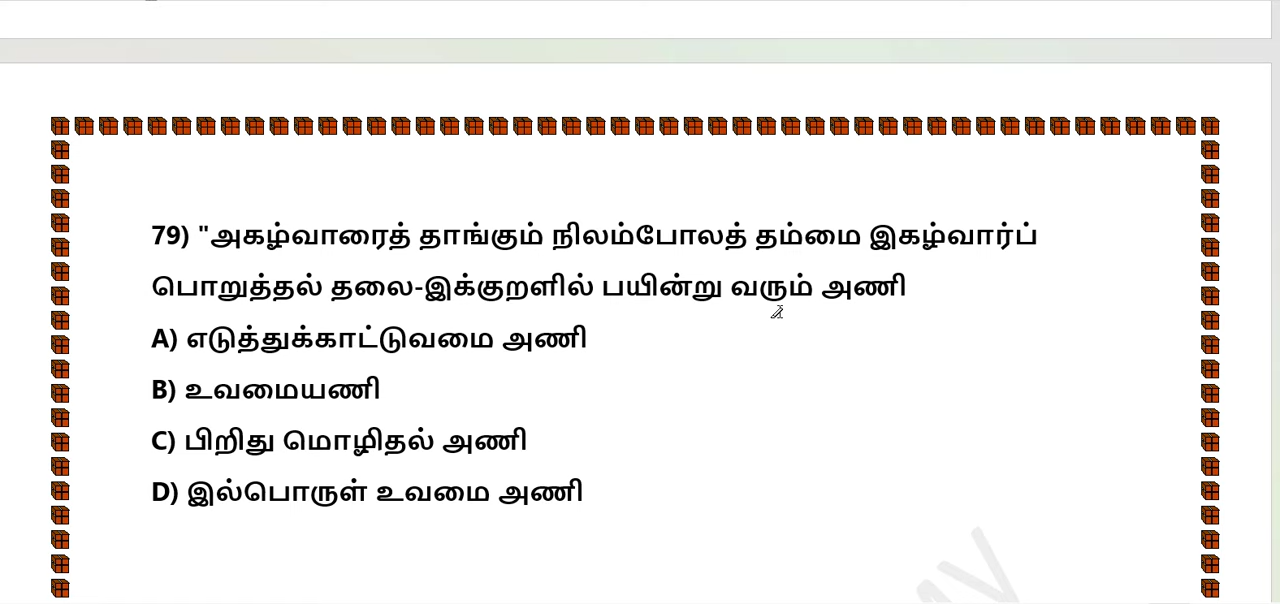 79) "அகழ்வாரைத் தாங்கும் நிலம்போலத் தம்மை இகழ்வார்ப்
பொறுத்தல் தலை-இக்குறளில் பயின்று வரும் அணி
A) எடுத்துக்காட்டுவமை அணி
B) உவமையணி
C) பிறிது மொழிதல் அணி
D) இல்பொருள் உவமை அணி